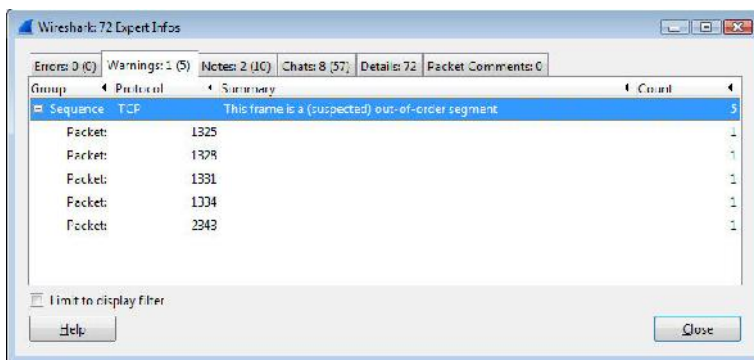 Wireshark: 72 Expert Infos
Errors: 0 (0) Warnings: 1 (5) Notes: 2 (10) Chats: 8 (57) Details: 72 Packet Comments: 0
Group Protocol Summary Count
Sequence TCP This frame is a (suspected) out-of-order segment 5
Packet: 1325 1
Packet: 1328 1
Packet: 1331 1
Packet: 1334 1
Packet: 2343 1
Limit to display filter
Help Close